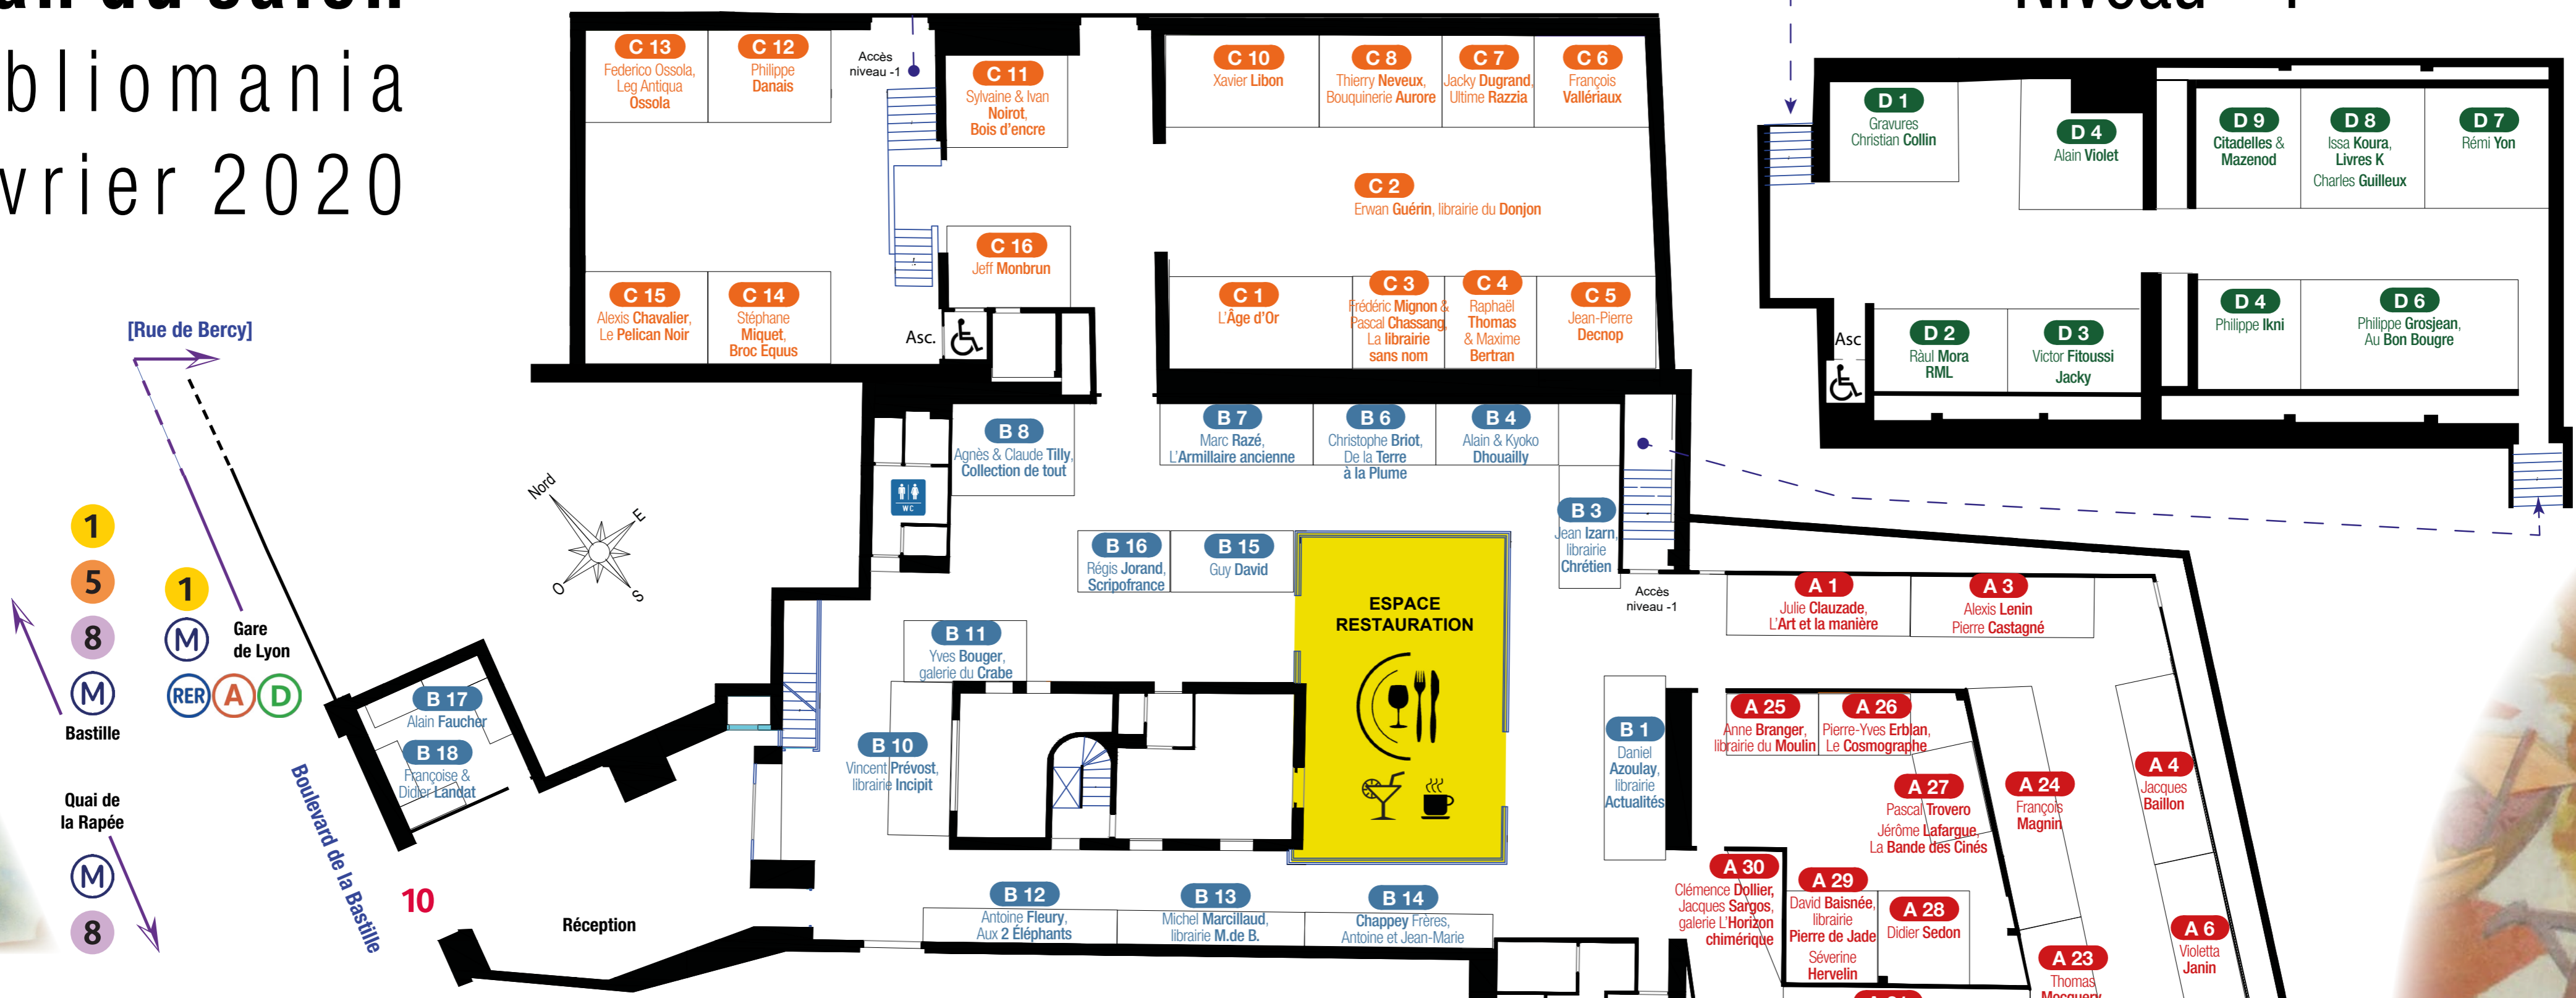 bliomania
vrier 2020
[Rue de Bercy]
1
5
8
M
Bastille
1
M
Gare
de Lyon
RER A D
Quai de
la Rapée
M
8
Boulevard de la Bastille
10
Réception
Nord
E
S
O
C 13
Federico Ossola,
Leg Antiqua
Ossola
C 12
Philippe
Danais
Accès
niveau -1
C 11
Sylvaine & Ivan
Noirot,
Bois d'encre
C 10
Xavier Libon
C 8
Thierry Neveux,
Bouquinerie Aurore
C 7
Jacky Dugrand,
Ultime Razzia
C 6
François
Vallériaux
C 2
Erwan Guérin, librairie du Donjon
C 16
Jeff Monbrun
C 15
Alexis Chavalier,
Le Pelican Noir
C 14
Stéphane
Miquet,
Broc Equus
Asc.
C 1
L'Âge d'Or
C 3
Frédéric Mignon &
Pascal Chassang,
La librairie
sans nom
C 4
Raphaël
Thomas
& Maxime
Bertran
C 5
Jean-Pierre
Decnop
D 1
Gravures
Christian Collin
D 4
Alain Violet
D 9
Citadelles &
Mazenod
D 8
Issa Koura,
Livres K
Charles Guilleux
D 7
Rémi Yon
Asc
D 2
Ràul Mora
RML
D 3
Victor Fitoussi
Jacky
D 4
Philippe Ikni
D 6
Philippe Grosjean,
Au Bon Bougre
B 8
Agnès & Claude Tilly,
Collection de tout
WC
B 7
Marc Razé,
L'Armillaire ancienne
B 6
Christophe Briot,
De la Terre
à la Plume
B 4
Alain & Kyoko
Dhouailly
B 3
Jean Izarn,
librairie
Chrétien
Accès
niveau -1
B 16
Régis Jorand,
Scripofrance
B 15
Guy David
ESPACE
RESTAURATION
B 11
Yves Bouger,
galerie du Crabe
B 10
Vincent Prévost,
librairie Incipit
B 17
Alain Faucher
B 18
Françoise &
Didier Landat
B 1
Daniel
Azoulay,
librairie
Actualités
B 12
Antoine Fleury,
Aux 2 Éléphants
B 13
Michel Marcillaud,
librairie M.de B.
B 14
Chappey Frères,
Antoine et Jean-Marie
A 1
Julie Clauzade,
L'Art et la manière
A 3
Alexis Lenin
Pierre Castagné
A 25
Anne Branger,
librairie du Moulin
A 26
Pierre-Yves Erblan,
Le Cosmographe
A 27
Pascal Trovero
Jérôme Lafargue,
La Bande des Cinés
A 24
François
Magnin
A 4
Jacques
Baillon
A 30
Clémence Dollier,
Jacques Sargos,
galerie L'Horizon
chimérique
A 29
David Baisnée,
librairie
Pierre de Jade
Séverine
Hervelin
A 28
Didier Sedon
A 6
Violetta
Janin
A 23
Thomas